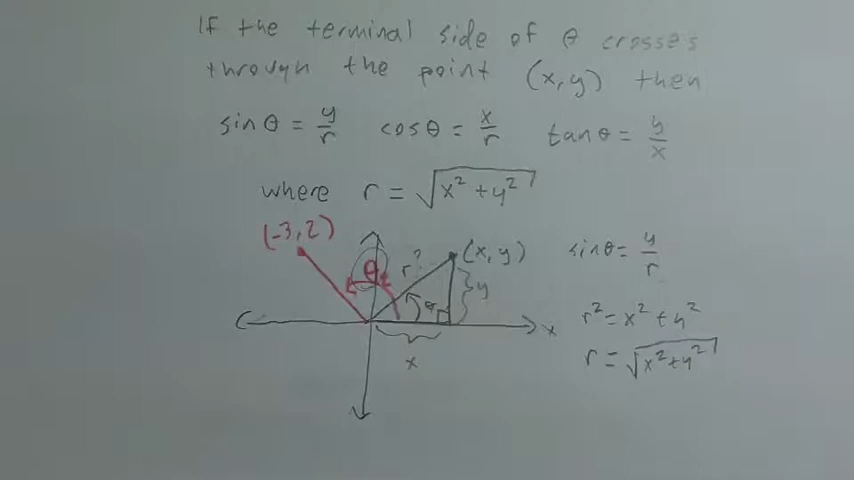 If the terminal side of θ crosses
through the point (x,y) then
sin θ = y/r cos θ = x/r tan θ = y/x
where r = √(x² + y²)
(-3,2)
θ
r?
(x,y)
y
θ
x
x
sin θ = y/r
r² = x² + y²
r = √(x² + y²)